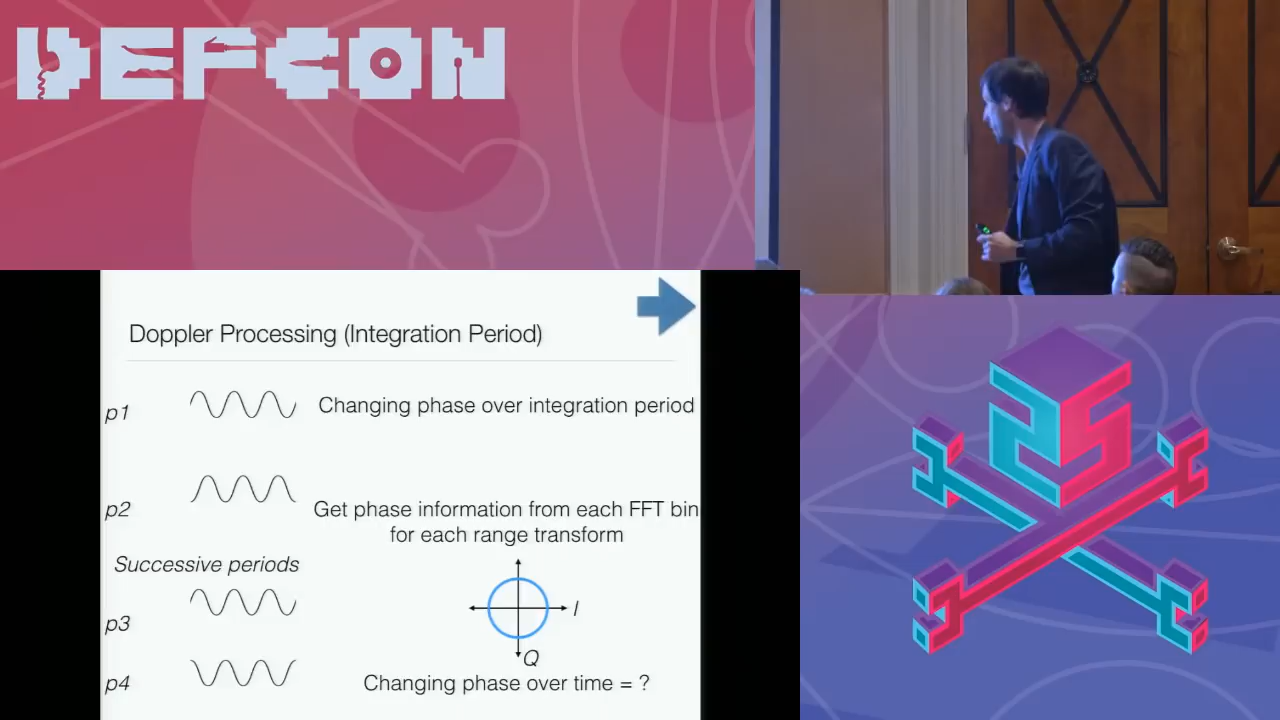 DEFCON
Doppler Processing (Integration Period)
p1
Changing phase over integration period
p2
Get phase information from each FFT bin
for each range transform
Successive periods
p3
I
Q
p4
Changing phase over time = ?
25